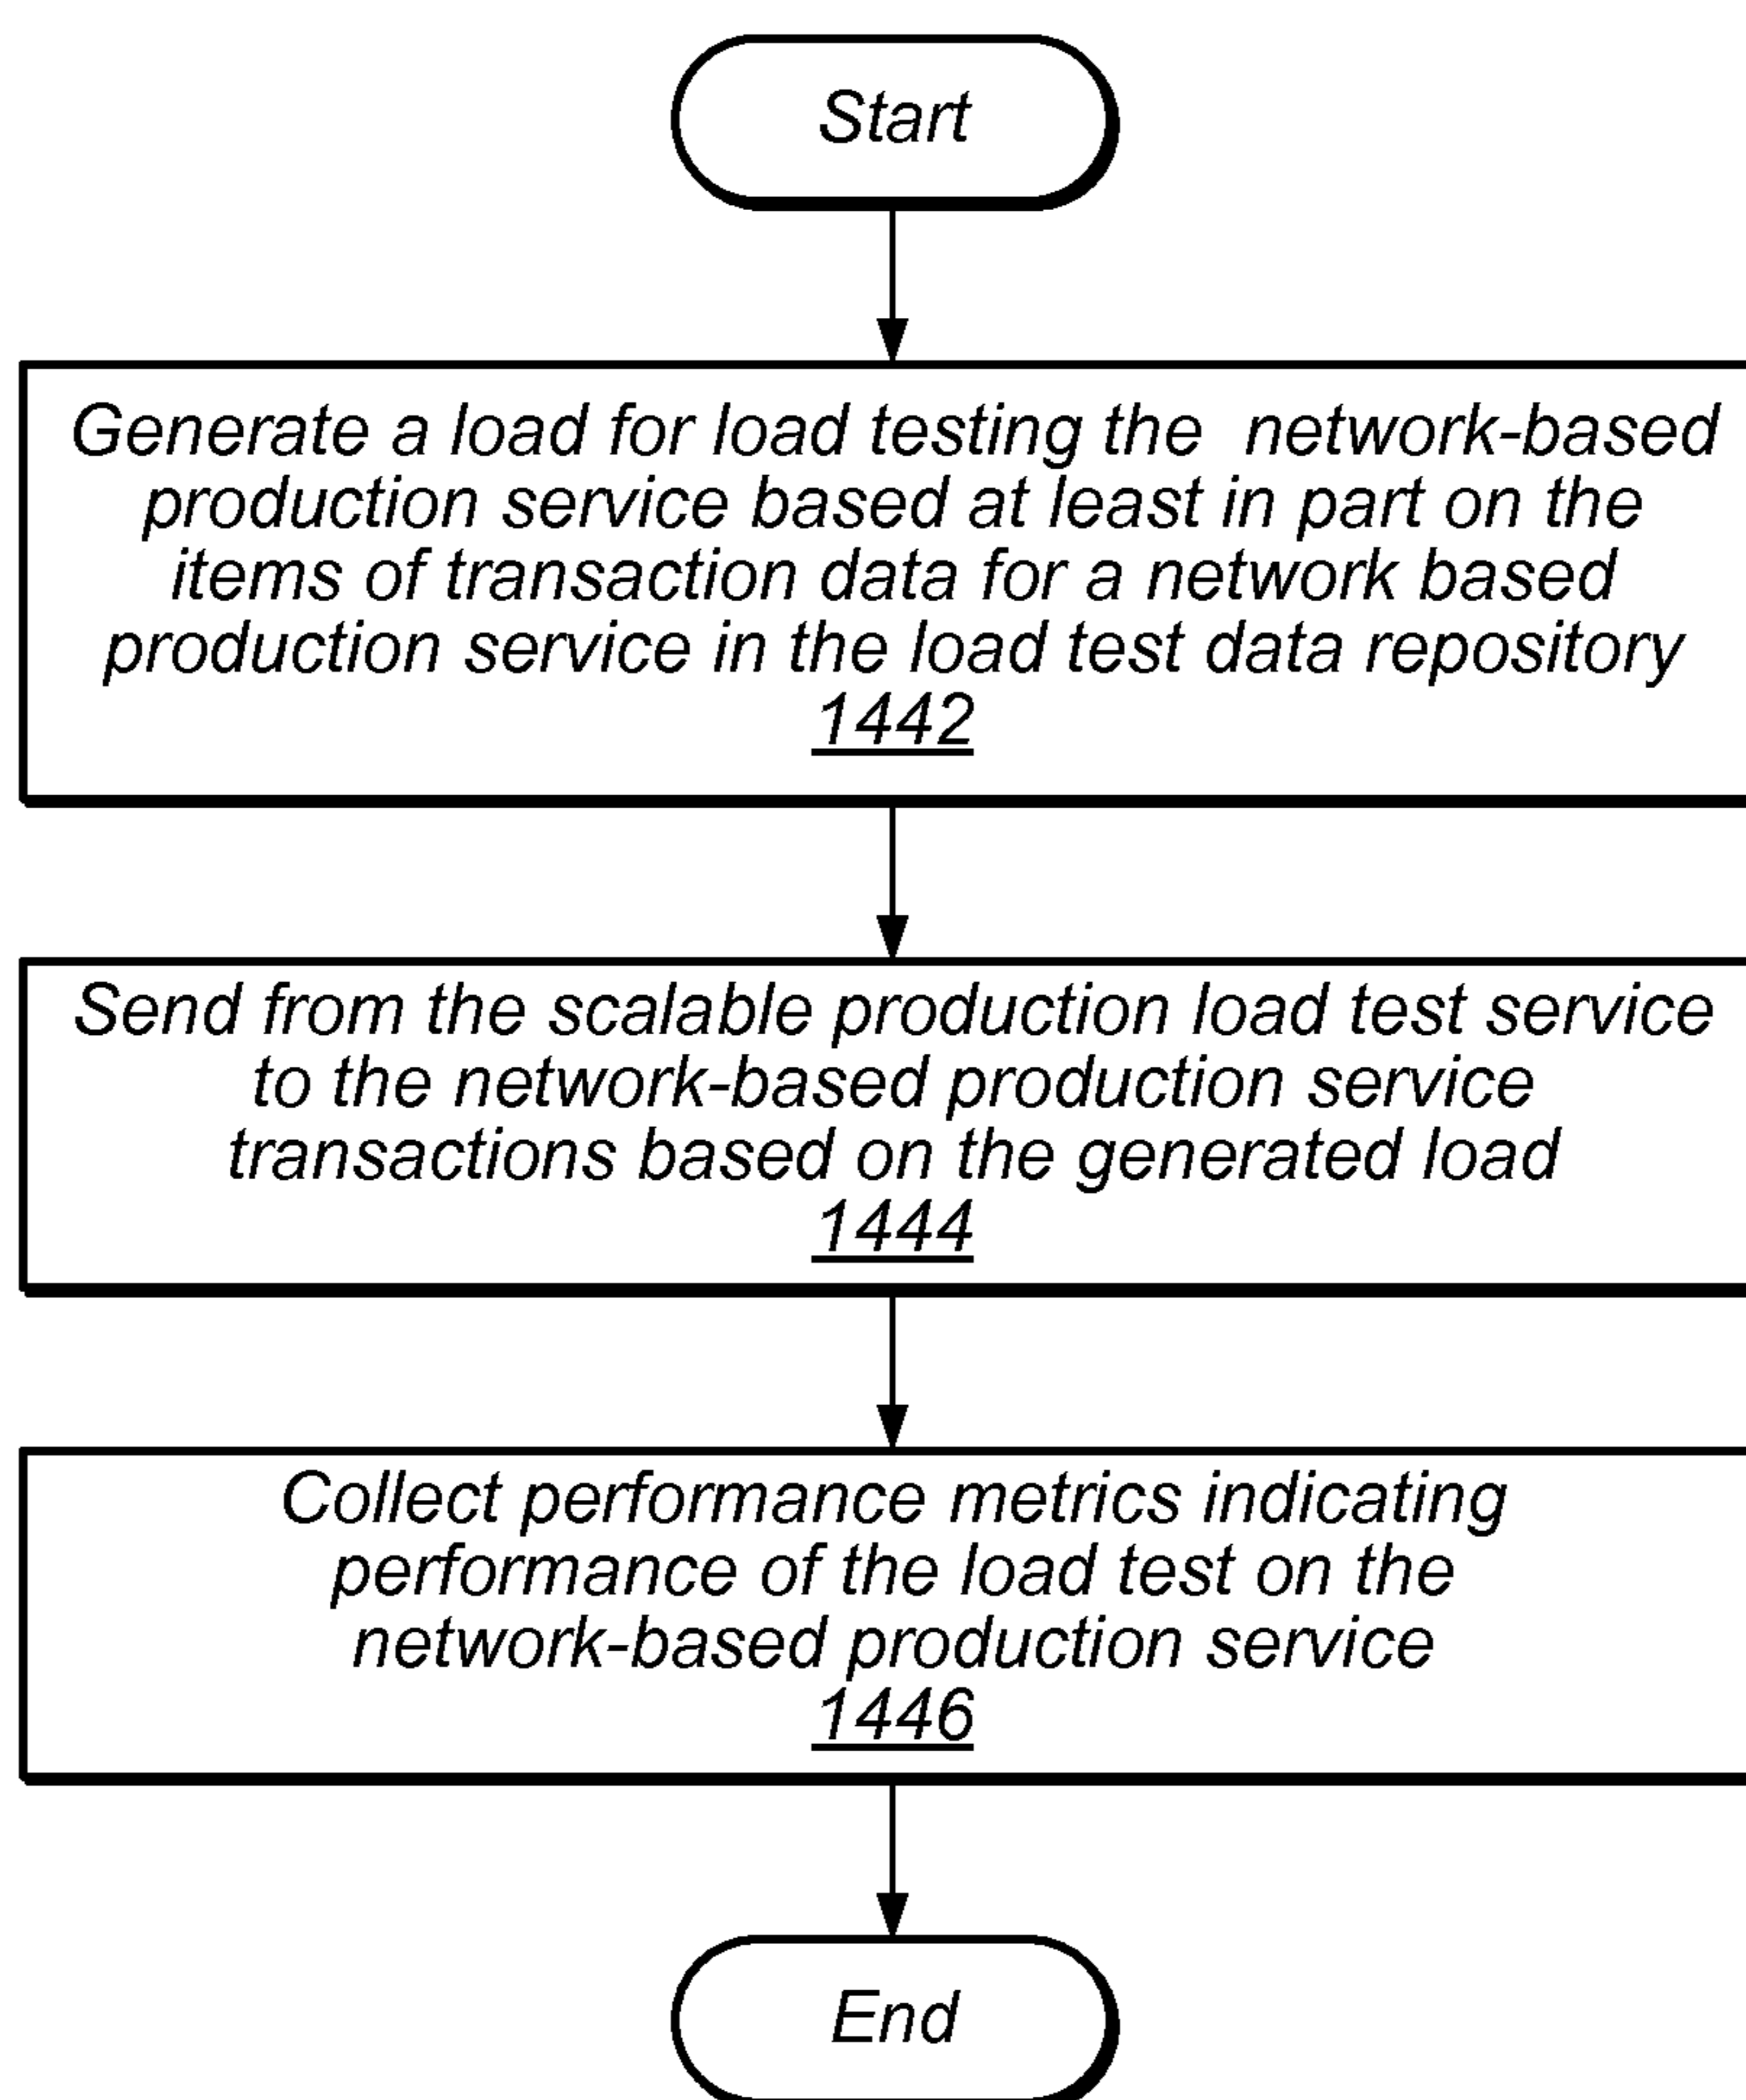 Start
Generate a load for load testing the network-based
production service based at least in part on the
items of transaction data for a network based
production service in the load test data repository
1442
Send from the scalable production load test service
to the network-based production service
transactions based on the generated load
1444
Collect performance metrics indicating
performance of the load test on the
network-based production service
1446
End